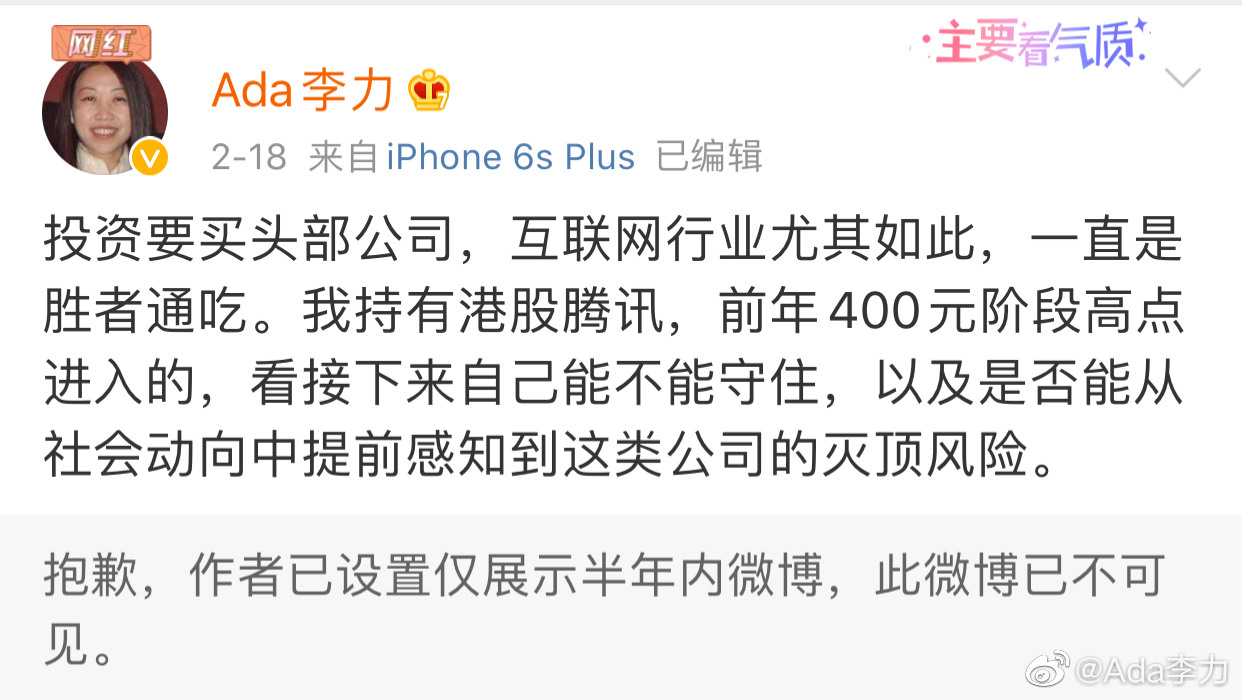 网红
主要看气质
Ada李力
2-18 来自 iPhone 6s Plus 已编辑
投资要买头部公司，互联网行业尤其如此，一直是
胜者通吃。我持有港股腾讯，前年400元阶段高点
进入的，看接下来自己能不能守住，以及是否能从
社会动向中提前感知到这类公司的灭顶风险。
抱歉，作者已设置仅展示半年内微博，此微博已不可
见。
@Ada李力